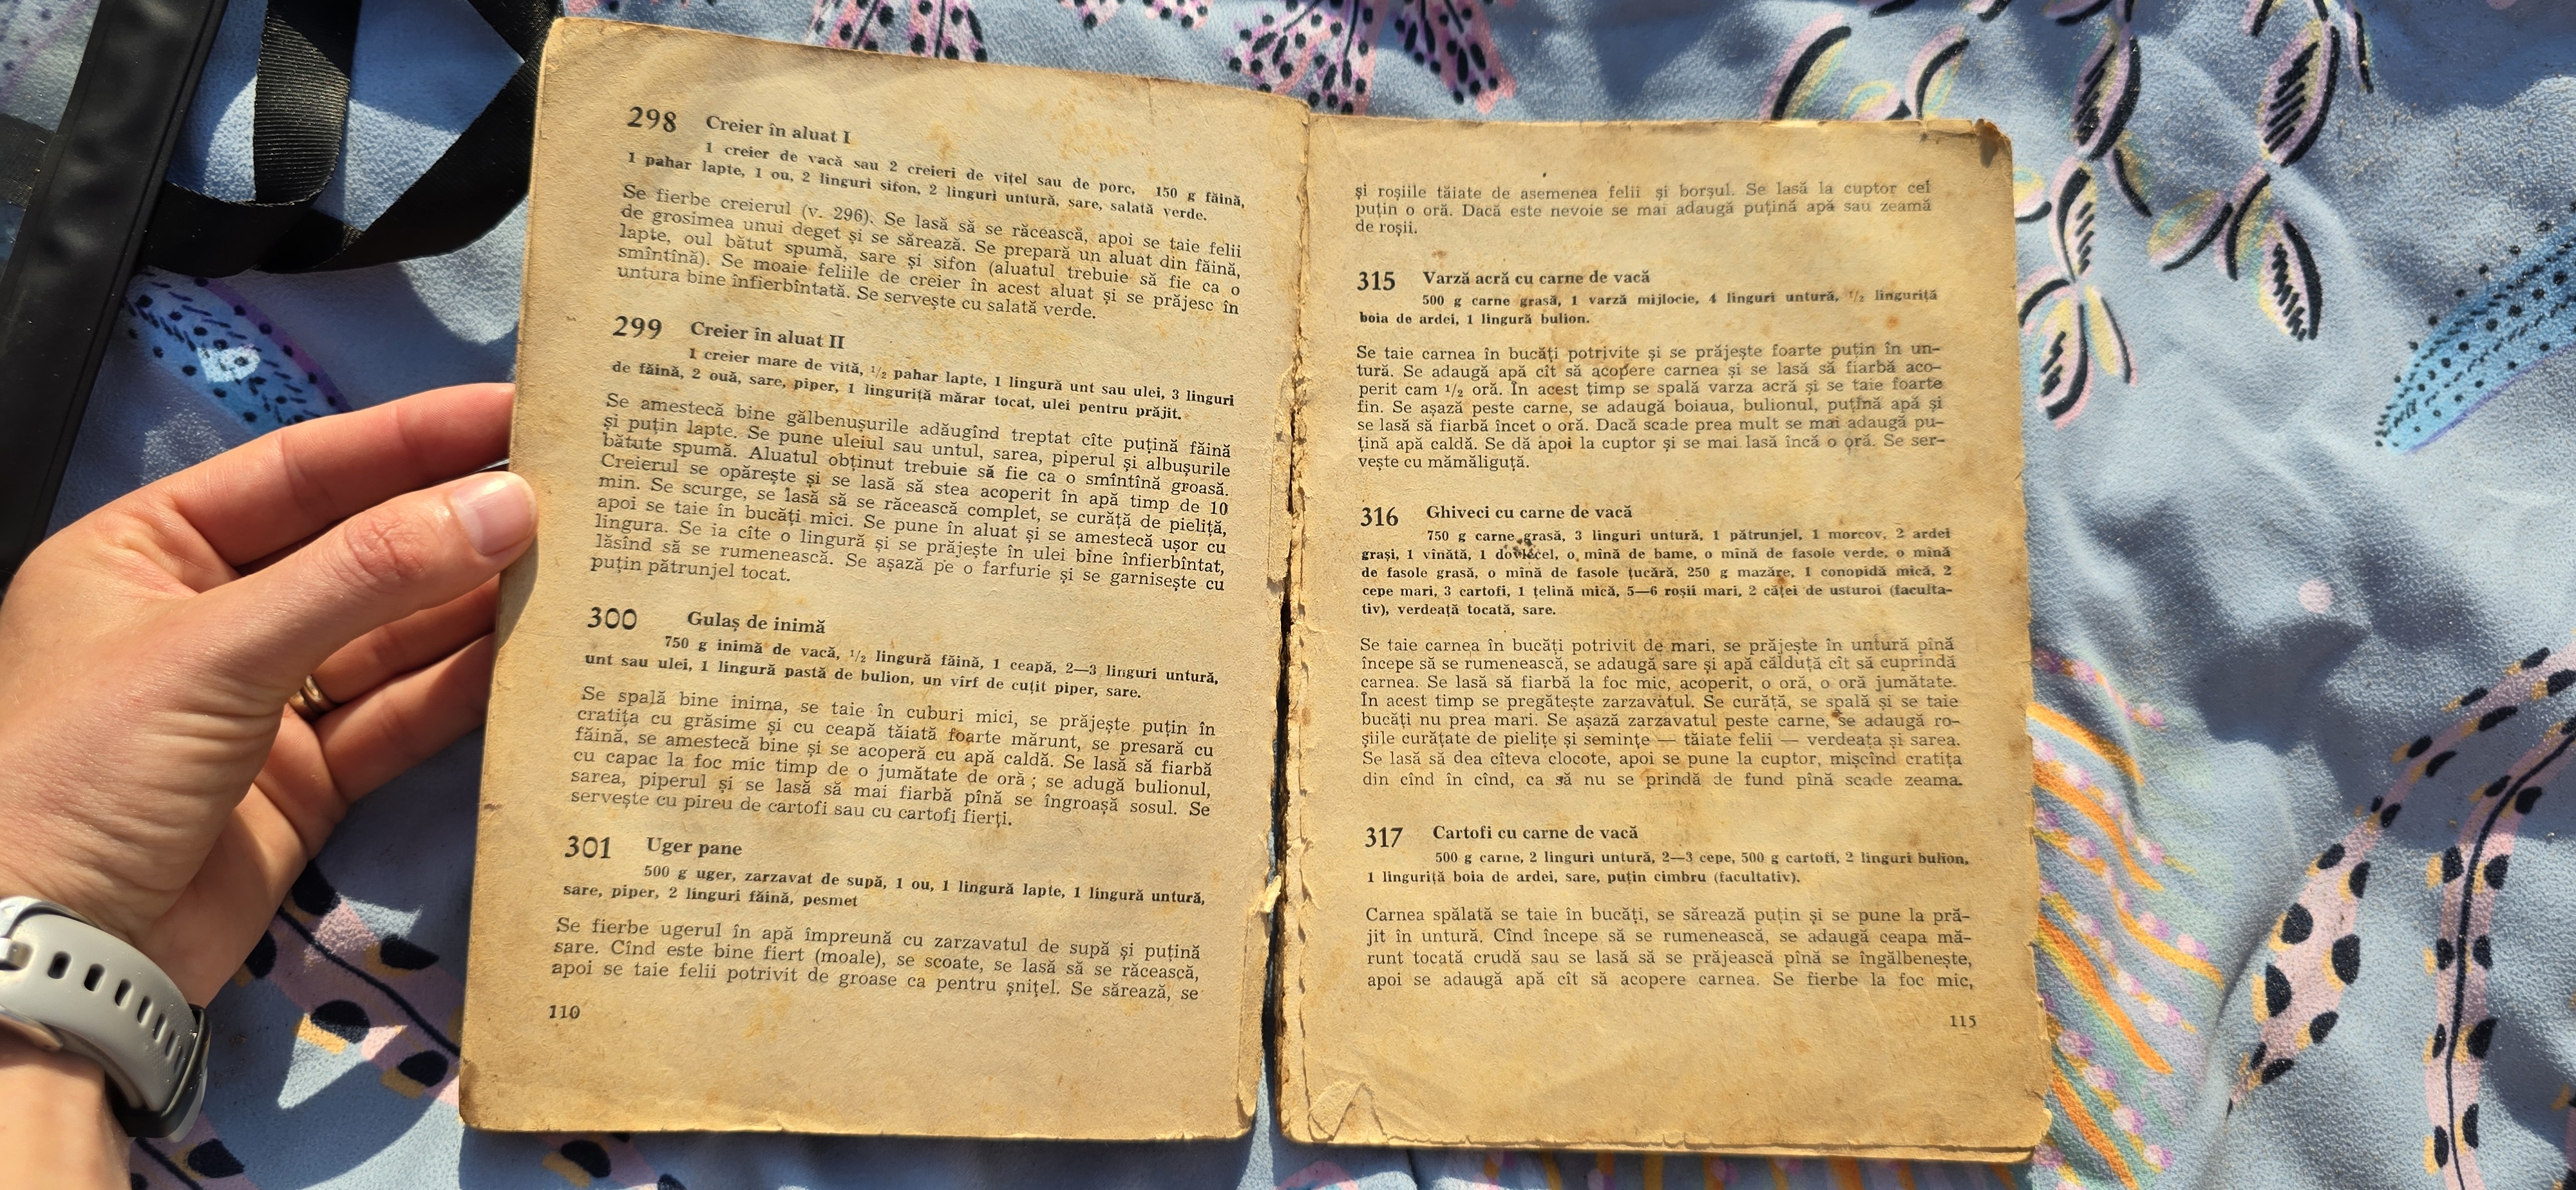 298 Creier în aluat I
1 creier de vacă sau 2 creieri de vițel sau de porc, 150 g făină,
1 pahar lapte, 1 ou, 2 linguri sifon, 2 linguri untură, sare, salată verde.
Se fierbe creierul (v. 296). Se lasă să se răcească, apoi se taie felii
de grosimea unui deget și se sărează. Se prepară un aluat din făină,
lapte, oul bătut spumă, sare și sifon (aluatul trebuie să fie ca o
smîntînă). Se moaie feliile de creier în acest aluat și se prăjesc în
untura bine înfierbîntată. Se servește cu salată verde.
299 Creier în aluat II
1 creier mare de vită, 1/2 pahar lapte, 1 lingură unt sau ulei, 3 linguri
de făină, 2 ouă, sare, piper, 1 linguriță mărar tocat, ulei pentru prăjit.
Se amestecă bine gălbenușurile adăugînd treptat cîte puțină făină
și puțin lapte. Se pune uleiul sau untul, sarea, piperul și albușurile
bătute spumă. Aluatul obținut trebuie să fie ca o smîntînă groasă.
Creierul se opărește și se lasă să stea acoperit în apă timp de 10
min. Se scurge, se lasă să se răcească complet, se curăță de pieliță,
apoi se taie în bucăți mici. Se pune în aluat și se amestecă ușor cu
lingura. Se ia cîte o lingură și se prăjește în ulei bine înfierbîntat,
lăsînd să se rumenească. Se așază pe o farfurie și se garnisește cu
puțin pătrunjel tocat.
300 Gulaș de inimă
750 g inimă de vacă, 1/2 lingură făină, 1 ceapă, 2—3 linguri untură,
unt sau ulei, 1 lingură pastă de bulion, un vîrf de cuțit piper, sare.
Se spală bine inima, se taie în cuburi mici, se prăjește puțin în
cratița cu grăsime și cu ceapă tăiată foarte mărunt, se presară cu
făină, se amestecă bine și se acoperă cu apă caldă. Se lasă să fiarbă
cu capac la foc mic timp de o jumătate de oră ; se adugă bulionul,
sarea, piperul și se lasă să mai fiarbă pînă se îngroașă sosul. Se
servește cu pireu de cartofi sau cu cartofi fierți.
301 Uger pane
500 g uger, zarzavat de supă, 1 ou, 1 lingură lapte, 1 lingură untură,
sare, piper, 2 linguri făină, pesmet
Se fierbe ugerul în apă împreună cu zarzavatul de supă și puțină
sare. Cînd este bine fiert (moale), se scoate, se lasă să se răcească,
apoi se taie felii potrivit de groase ca pentru șnițel. Se sărează, se
110
și roșiile tăiate de asemenea felii și borșul. Se lasă la cuptor cel
puțin o oră. Dacă este nevoie se mai adaugă puțină apă sau zeamă
de roșii.
315 Varză acră cu carne de vacă
500 g carne grasă, 1 varză mijlocie, 4 linguri untură, 1/2 linguriță
boia de ardei, 1 lingură bulion.
Se taie carnea în bucăți potrivite și se prăjește foarte puțin în un-
tură. Se adaugă apă cît să acopere carnea și se lasă să fiarbă aco-
perit cam 1/2 oră. În acest timp se spală varza acră și se taie foarte
fin. Se așază peste carne, se adaugă boiaua, bulionul, puțină apă și
se lasă să fiarbă încet o oră. Dacă scade prea mult se mai adaugă pu-
țină apă caldă. Se dă apoi la cuptor și se mai lasă încă o oră. Se ser-
vește cu mămăliguță.
316 Ghiveci cu carne de vacă
750 g carne grasă, 3 linguri untură, 1 pătrunjel, 1 morcov, 2 ardei
grași, 1 vînătă, 1 dovlecel, o mînă de bame, o mînă de fasole verde, o mînă
de fasole grasă, o mînă de fasole țucără, 250 g mazăre, 1 conopidă mică, 2
cepe mari, 3 cartofi, 1 țelină mică, 5—6 roșii mari, 2 căței de usturoi (faculta-
tiv), verdeață tocată, sare.
Se taie carnea în bucăți potrivit de mari, se prăjește în untură pînă
începe să se rumenească, se adaugă sare și apă călduță cît să cuprindă
carnea. Se lasă să fiarbă la foc mic, acoperit, o oră, o oră jumătate.
În acest timp se pregătește zarzavatul. Se curăță, se spală și se taie
bucăți nu prea mari. Se așază zarzavatul peste carne, se adaugă ro-
șiile curățate de pielițe și semințe — tăiate felii — verdeața și sarea.
Se lasă să dea cîteva clocote, apoi se pune la cuptor, mișcînd cratița
din cînd în cînd, ca să nu se prindă de fund pînă scade zeama.
317 Cartofi cu carne de vacă
500 g carne, 2 linguri untură, 2—3 cepe, 500 g cartofi, 2 linguri bulion,
1 linguriță boia de ardei, sare, puțin cimbru (facultativ).
Carnea spălată se taie în bucăți, se sărează puțin și se pune la pră-
jit în untură. Cînd începe să se rumenească, se adaugă ceapa mă-
runt tocată crudă sau se lasă să se prăjească pînă se îngălbenește,
apoi se adaugă apă cît să acopere carnea. Se fierbe la foc mic,
115